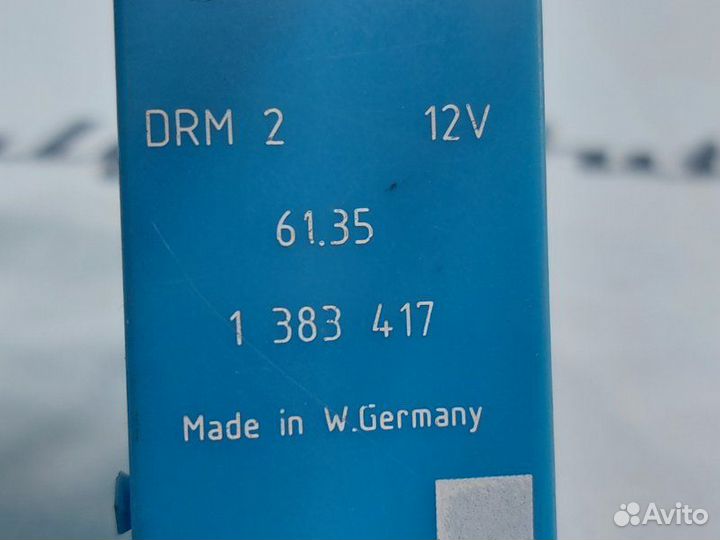 DRM 2 12V
61.35
1 383 417
Made in W.Germany
Avito